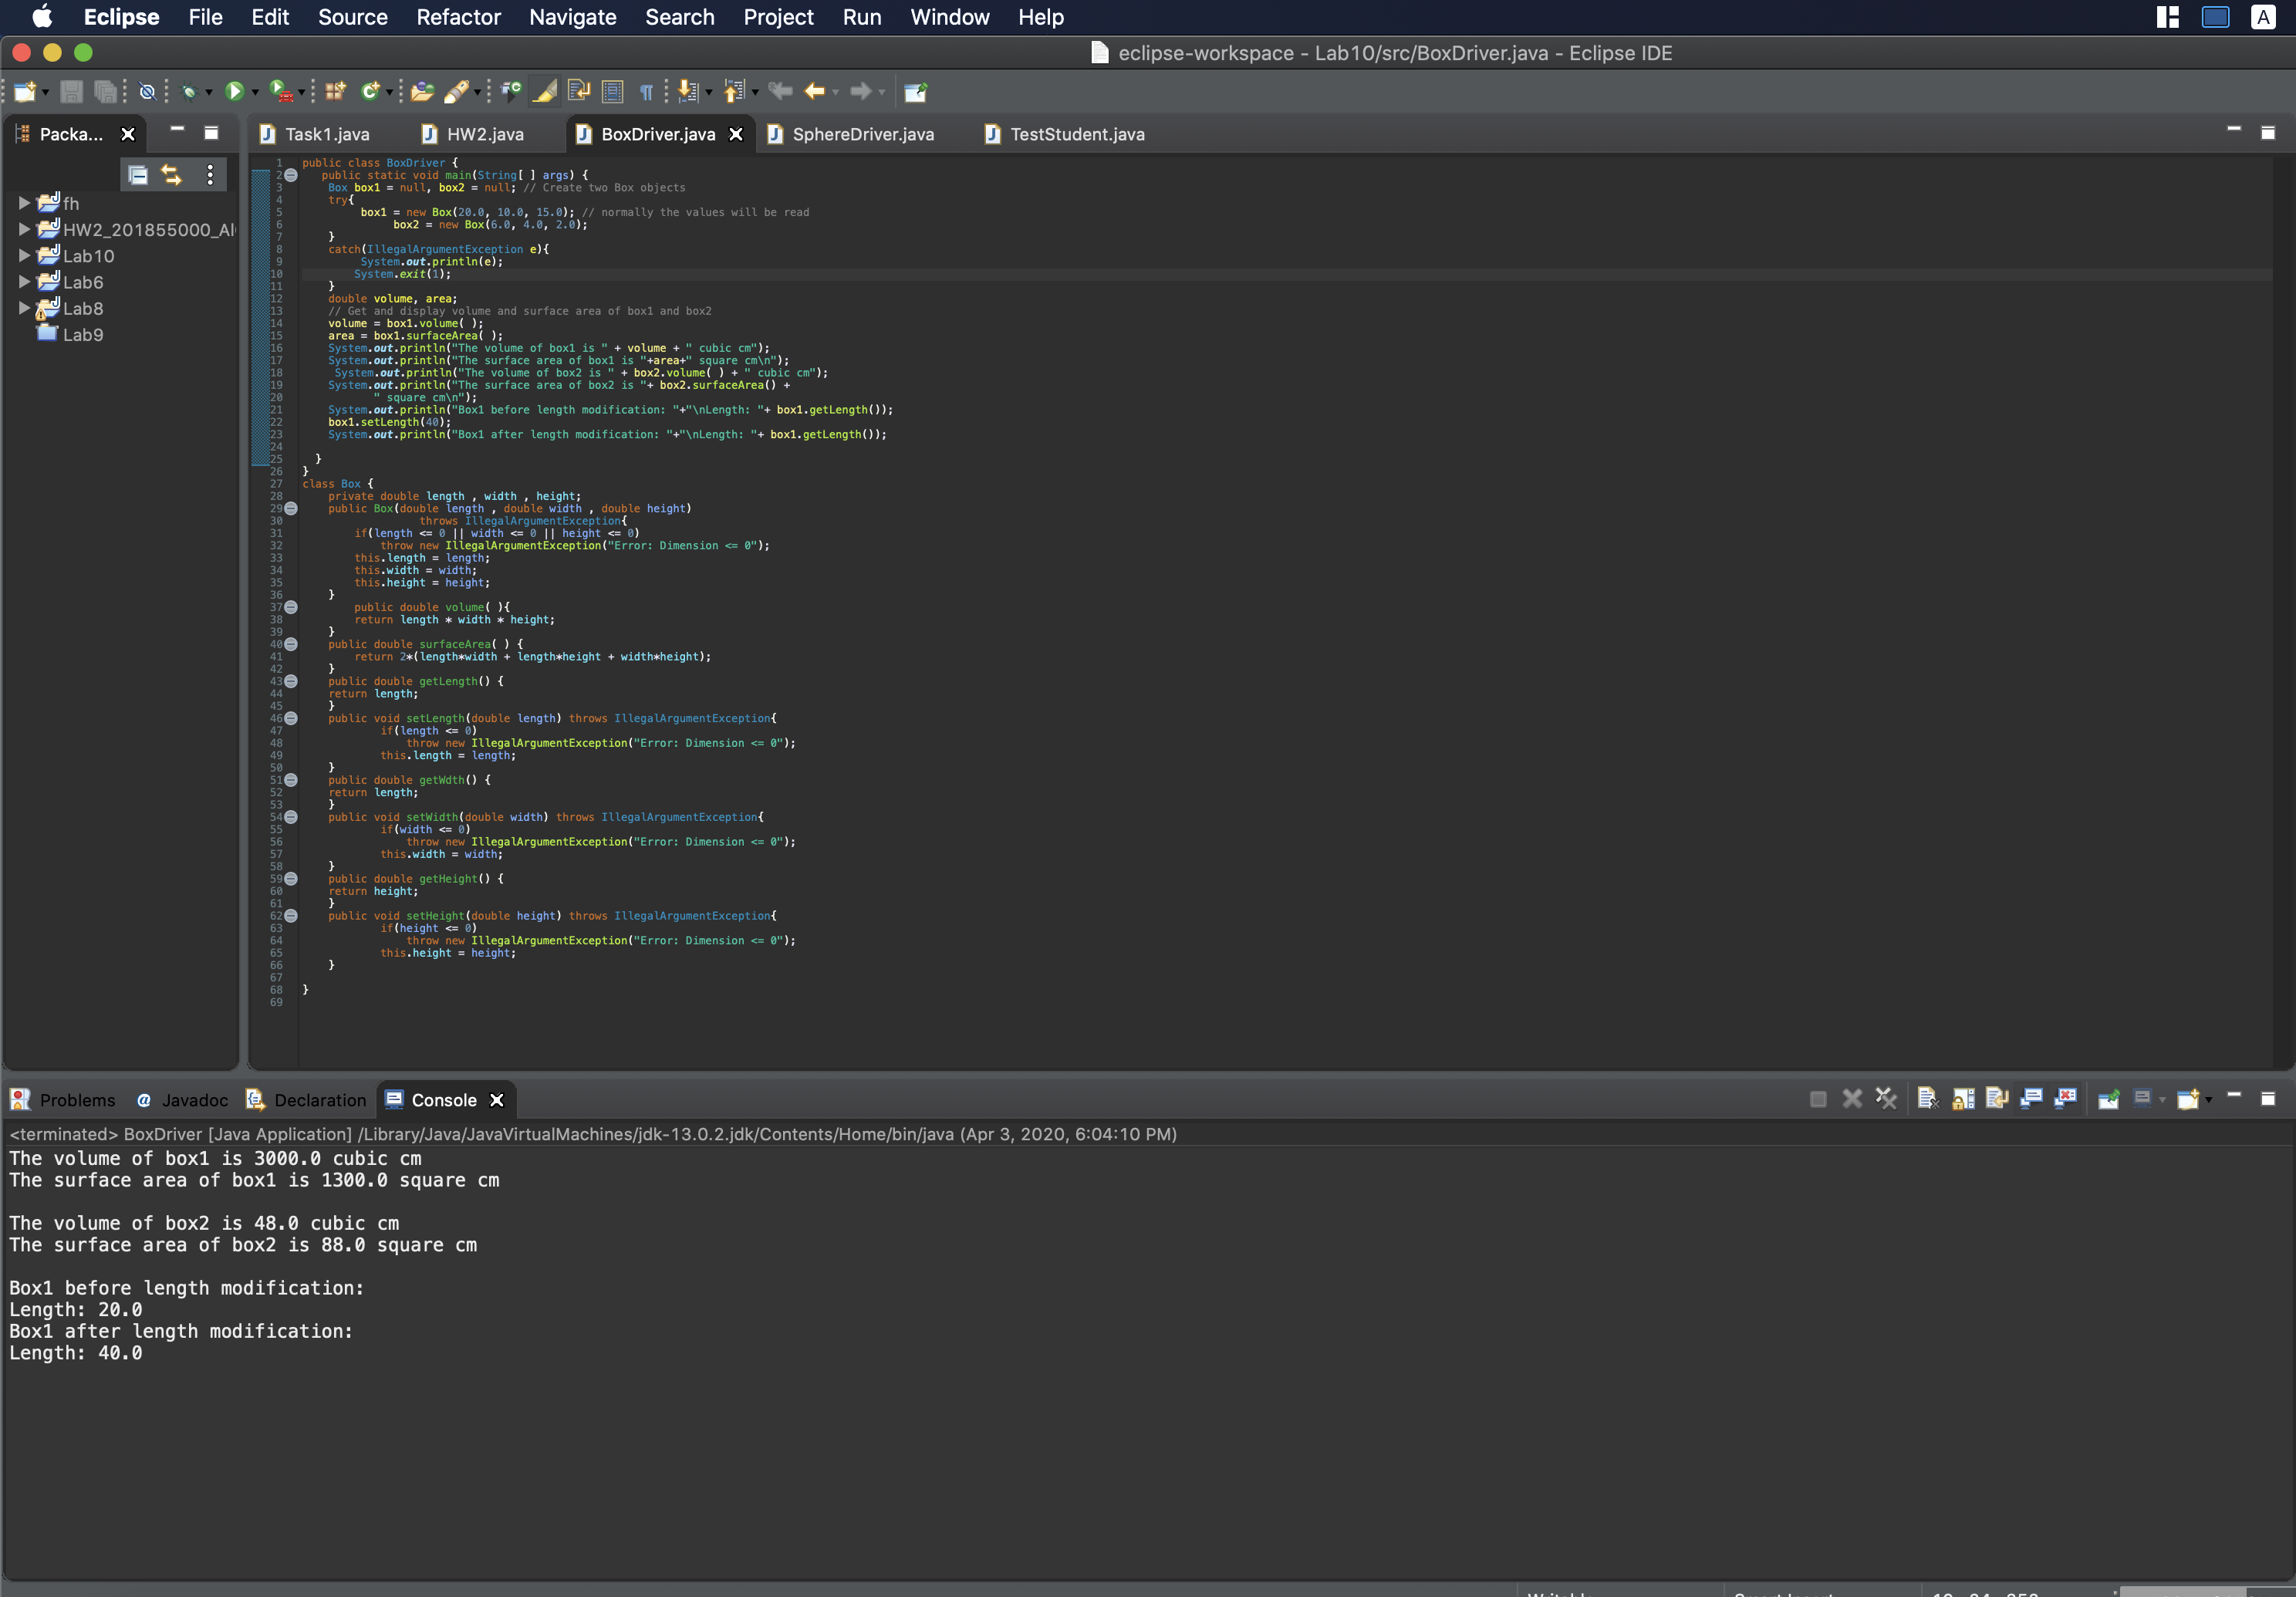 Eclipse File Edit Source Refactor Navigate Search Project Run Window Help
A
eclipse-workspace - Lab10/src/BoxDriver.java - Eclipse IDE
Packa...
Task1.java HW2.java BoxDriver.java SphereDriver.java TestStudent.java
fh
HW2_201855000_Al
Lab10
Lab6
Lab8
Lab9
1 public class BoxDriver {
2 public static void main(String[ ] args) {
3 Box box1 = null, box2 = null; // Create two Box objects
4 try{
5 box1 = new Box(20.0, 10.0, 15.0); // normally the values will be read
6 box2 = new Box(6.0, 4.0, 2.0);
7 }
8 catch(IllegalArgumentException e){
9 System.out.println(e);
10 System.exit(1);
11 }
12 double volume, area;
13 // Get and display volume and surface area of box1 and box2
14 volume = box1.volume( );
15 area = box1.surfaceArea( );
16 System.out.println("The volume of box1 is " + volume + " cubic cm");
17 System.out.println("The surface area of box1 is "+area+" square cm\n");
18 System.out.println("The volume of box2 is " + box2.volume( ) + " cubic cm");
19 System.out.println("The surface area of box2 is "+ box2.surfaceArea() +
20 " square cm\n");
21 System.out.println("Box1 before length modification: "+"\nLength: "+ box1.getLength());
22 box1.setLength(40);
23 System.out.println("Box1 after length modification: "+"\nLength: "+ box1.getLength());
24
25 }
26 }
27 class Box {
28 private double length , width , height;
29 public Box(double length , double width , double height)
30 throws IllegalArgumentException{
31 if(length <= 0 || width <= 0 || height <= 0)
32 throw new IllegalArgumentException("Error: Dimension <= 0");
33 this.length = length;
34 this.width = width;
35 this.height = height;
36 }
37 public double volume( ){
38 return length * width * height;
39 }
40 public double surfaceArea( ) {
41 return 2*(length*width + length*height + width*height);
42 }
43 public double getLength() {
44 return length;
45 }
46 public void setLength(double length) throws IllegalArgumentException{
47 if(length <= 0)
48 throw new IllegalArgumentException("Error: Dimension <= 0");
49 this.length = length;
50 }
51 public double getWdth() {
52 return length;
53 }
54 public void setWidth(double width) throws IllegalArgumentException{
55 if(width <= 0)
56 throw new IllegalArgumentException("Error: Dimension <= 0");
57 this.width = width;
58 }
59 public double getHeight() {
60 return height;
61 }
62 public void setHeight(double height) throws IllegalArgumentException{
63 if(height <= 0)
64 throw new IllegalArgumentException("Error: Dimension <= 0");
65 this.height = height;
66 }
67
68 }
69
Problems @ Javadoc Declaration Console
<terminated> BoxDriver [Java Application] /Library/Java/JavaVirtualMachines/jdk-13.0.2.jdk/Contents/Home/bin/java (Apr 3, 2020, 6:04:10 PM)
The volume of box1 is 3000.0 cubic cm
The surface area of box1 is 1300.0 square cm
The volume of box2 is 48.0 cubic cm
The surface area of box2 is 88.0 square cm
Box1 before length modification:
Length: 20.0
Box1 after length modification:
Length: 40.0